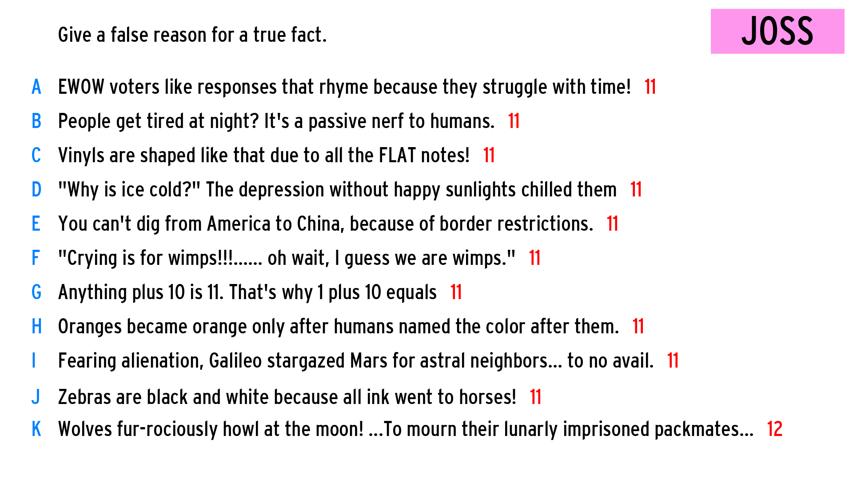 Give a false reason for a true fact.
JOSS
A EWOW voters like responses that rhyme because they struggle with time! 11
B People get tired at night? It's a passive nerf to humans. 11
C Vinyls are shaped like that due to all the FLAT notes! 11
D "Why is ice cold?" The depression without happy sunlights chilled them 11
E You can't dig from America to China, because of border restrictions. 11
F "Crying is for wimps!!!...... oh wait, I guess we are wimps." 11
G Anything plus 10 is 11. That's why 1 plus 10 equals 11
H Oranges became orange only after humans named the color after them. 11
I Fearing alienation, Galileo stargazed Mars for astral neighbors... to no avail. 11
J Zebras are black and white because all ink went to horses! 11
K Wolves fur-rociously howl at the moon! ...To mourn their lunarly imprisoned packmates... 12